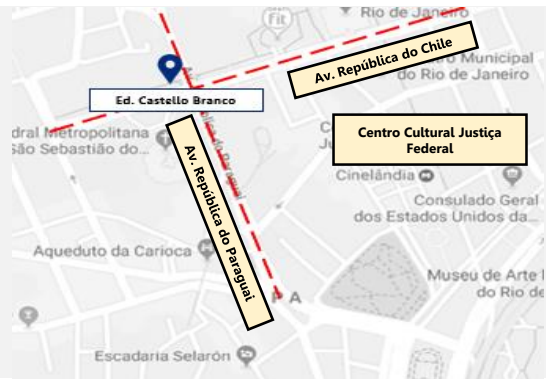 Fit
Rio de Janeiro
Av. República do Chile
Municipal
do Rio de Janeiro
Ed. Castello Branco
dral Metropolitana
São Sebastião do...
Centro Cultural Justiça
Federal
Cinelândia
Consulado Geral
dos Estados Unidos da...
Av. República do Paraguai
Aqueduto da Carioca
Museu de Arte
do Rio de
P A
Escadaria Selarón